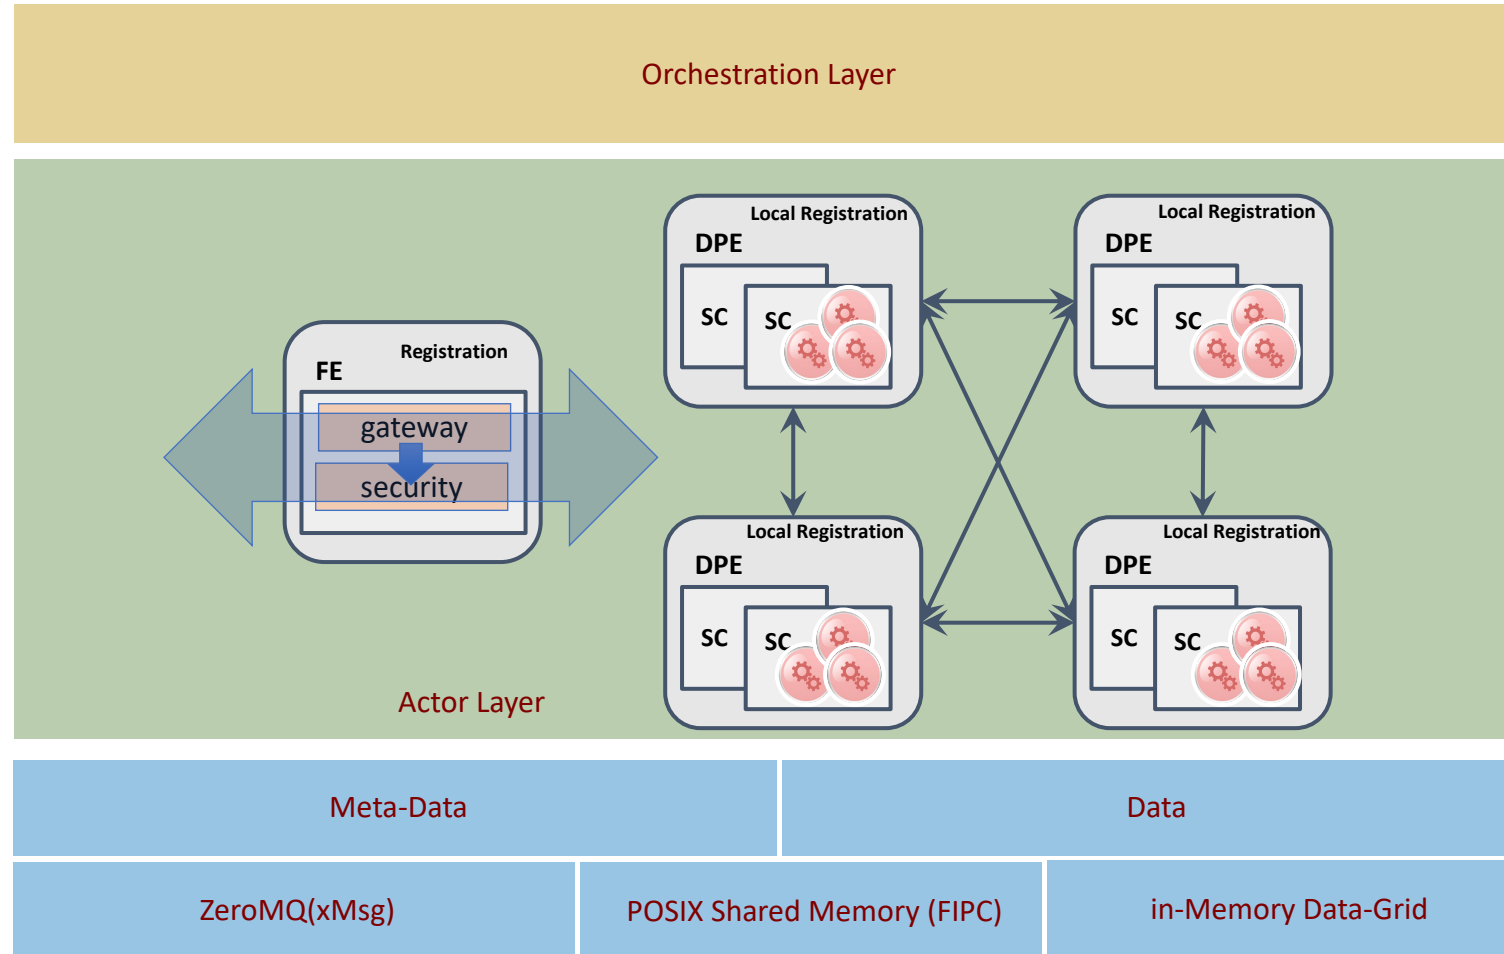 Orchestration Layer
Local Registration
DPE
SC
SC
Local Registration
DPE
SC
SC
Registration
FE
gateway
security
Local Registration
DPE
SC
SC
Local Registration
DPE
SC
SC
Actor Layer
Meta-Data
Data
ZeroMQ(xMsg)
POSIX Shared Memory (FIPC)
in-Memory Data-Grid